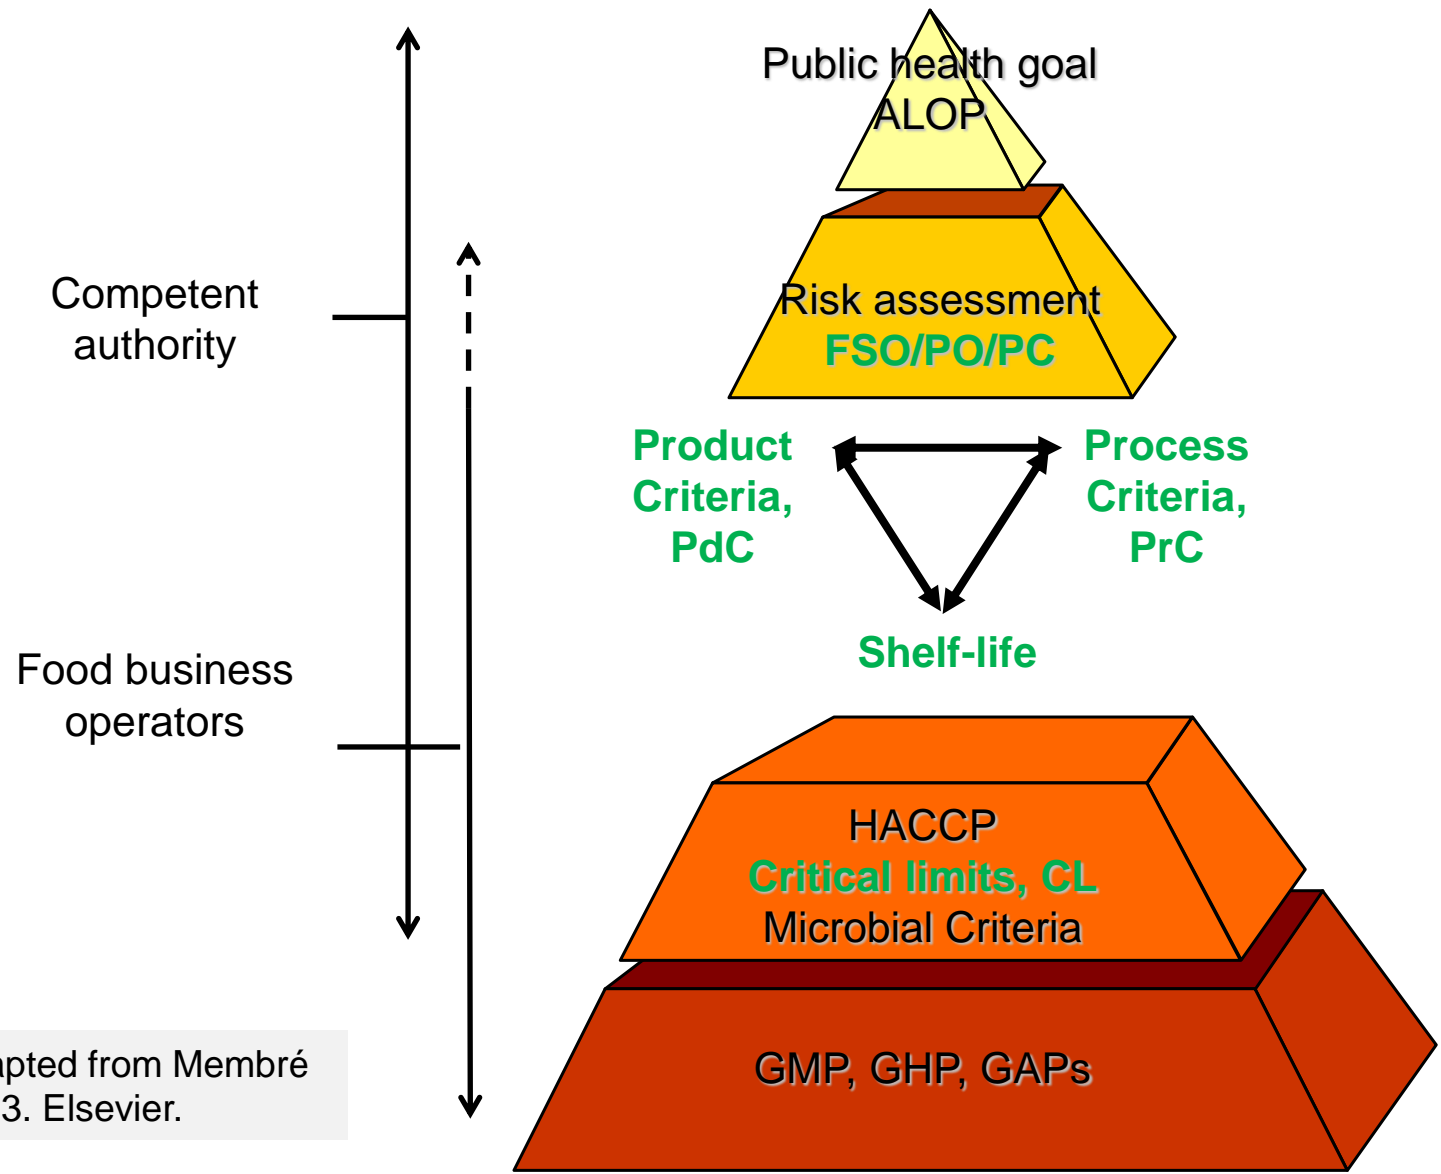 Public health goal
ALOP
Competent
authority
Risk assessment
FSO/PO/PC
Product
Criteria,
PdC
Process
Criteria,
PrC
Shelf-life
Food business
operators
HACCP
Critical limits, CL
Microbial Criteria
GMP, GHP, GAPs
apted from Membré
3. Elsevier.